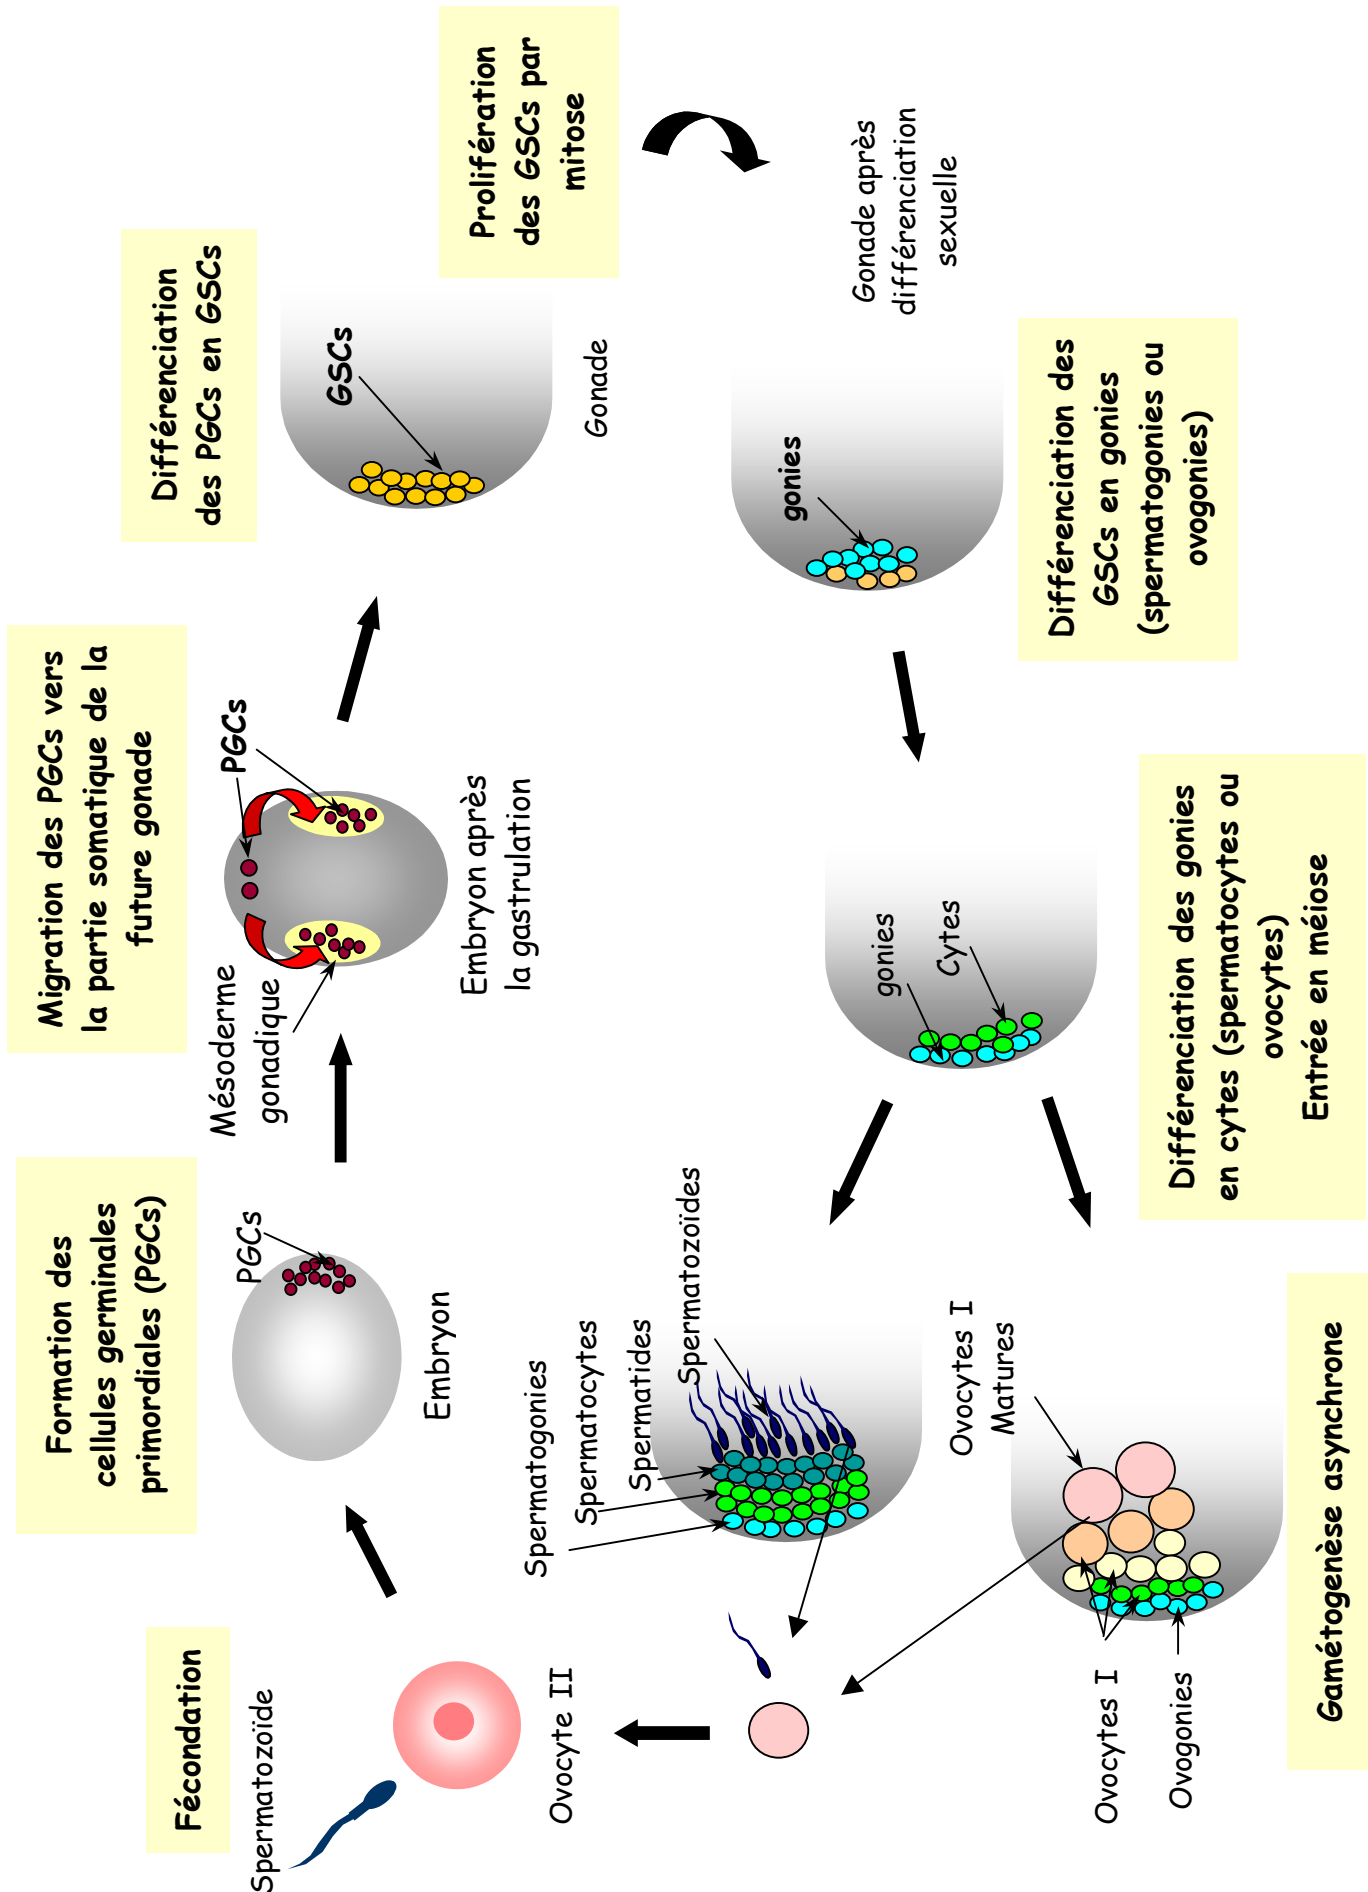 Fécondation
Spermatozoïde
Ovocyte II
Formation des
cellules germinales
primordiales (PGCs)
PGCs
Embryon
Migration des PGCs vers
la partie somatique de la
future gonade
PGCs
Mésoderme
gonadique
Embryon après
la gastrulation
Différenciation
des PGCs en GSCs
GSCs
Gonade
Prolifération
des GSCs par
mitose
Gonade après
différenciation
sexuelle
gonies
Différenciation des
GSCs en gonies
(spermatogonies ou
ovogonies)
gonies
Cytes
Différenciation des gonies
en cytes (spermatocytes ou
ovocytes)
Entrée en méiose
Spermatogonies
Spermatocytes
Spermatides
Spermatozoïdes
Ovocytes I
Matures
Ovocytes I
Ovogonies
Gamétogenèse asynchrone